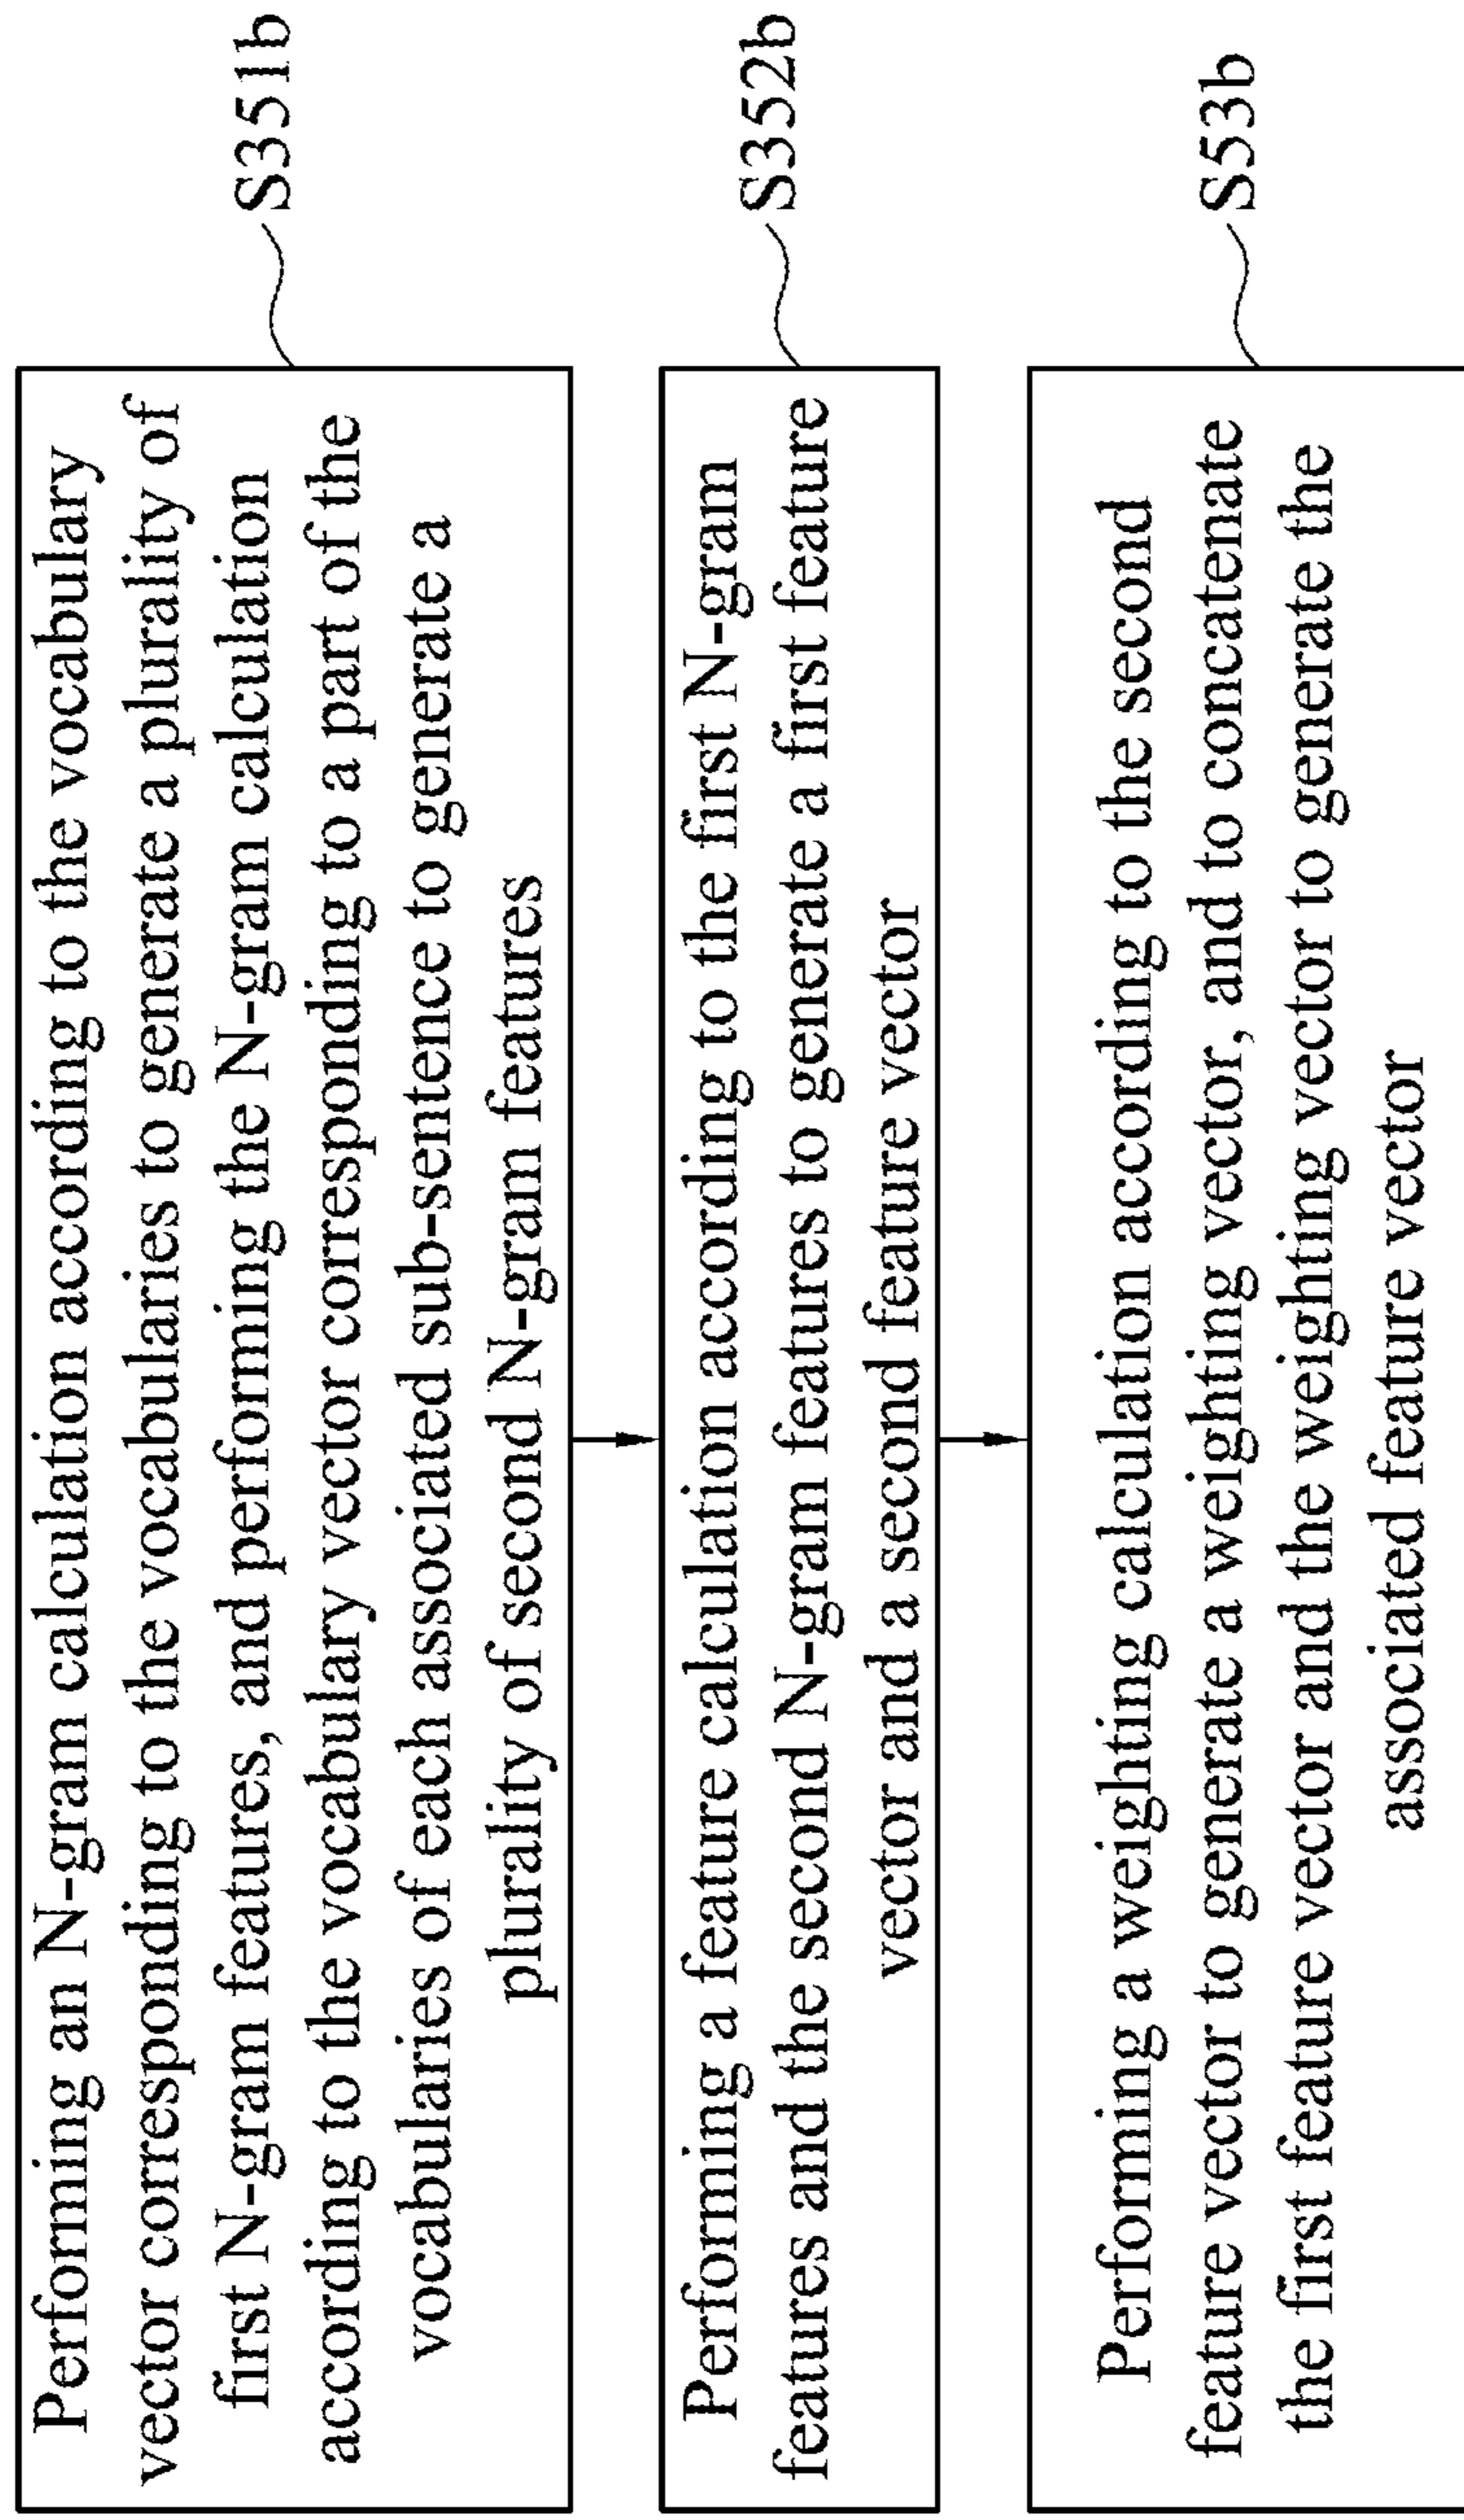 Performing an N-gram calculation according to the vocabulary
vector corresponding to the vocabularies to generate a plurality of
first N-gram features, and performing the N-gram calculation
according to the vocabulary vector corresponding to a part of the
vocabularies of each associated sub-sentence to generate a
plurality of second N-gram features
S351b
Performing a feature calculation according to the first N-gram
features and the second N-gram features to generate a first feature
vector and a second feature vector
S352b
Performing a weighting calculation according to the second
feature vector to generate a weighting vector, and to concatenate
the first feature vector and the weighting vector to generate the
associated feature vector
S53b